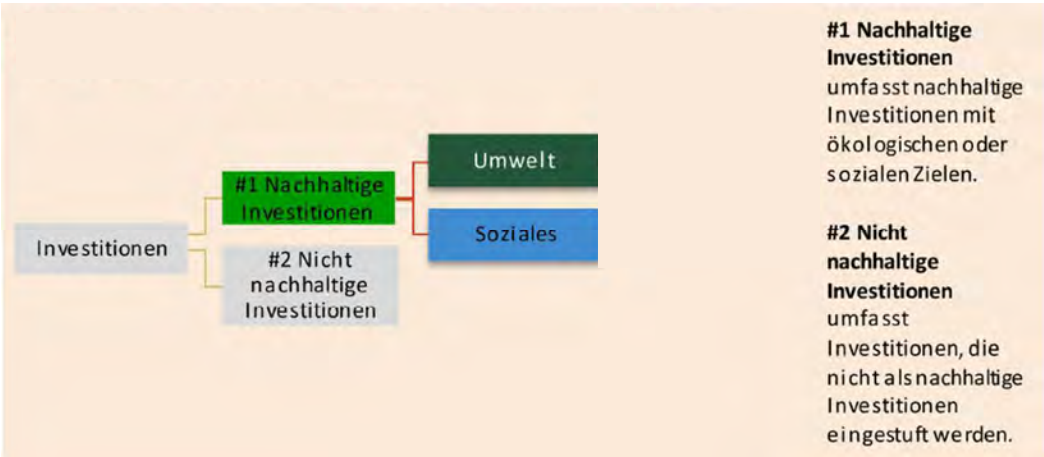 Investitionen
#1 Nachhaltige
Investitionen
#2 Nicht
nachhaltige
Investitionen
Umwelt
Soziales
#1 Nachhaltige
Investitionen
umfasst nachhaltige
Investitionen mit
ökologischen oder
sozialen Zielen.
#2 Nicht
nachhaltige
Investitionen
umfasst
Investitionen, die
nicht als nachhaltige
Investitionen
eingestuft werden.